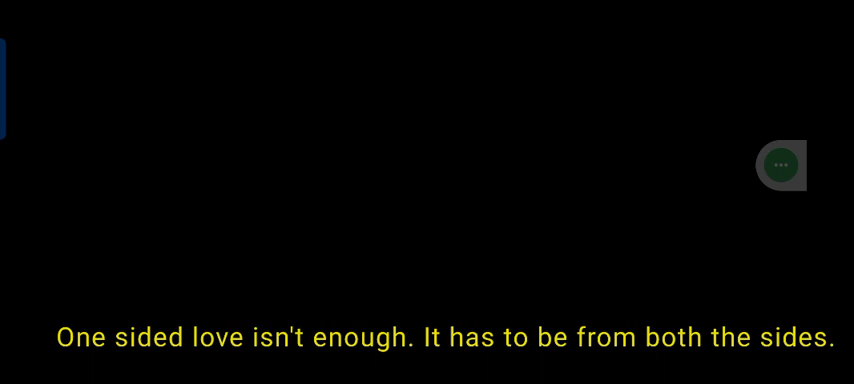 One sided love isn't enough. It has to be from both the sides.